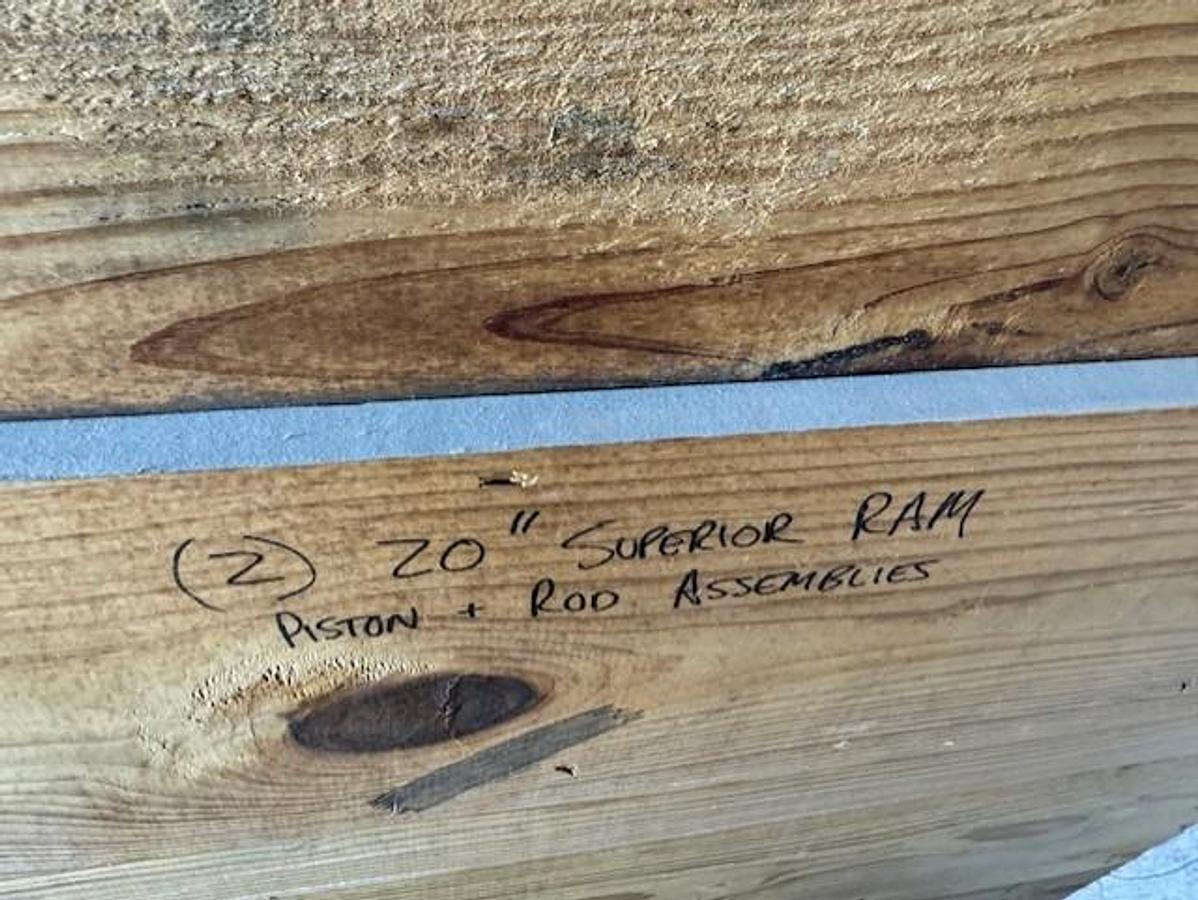 (2) 20" SUPERIOR RAM
PISTON + ROD ASSEMBLIES